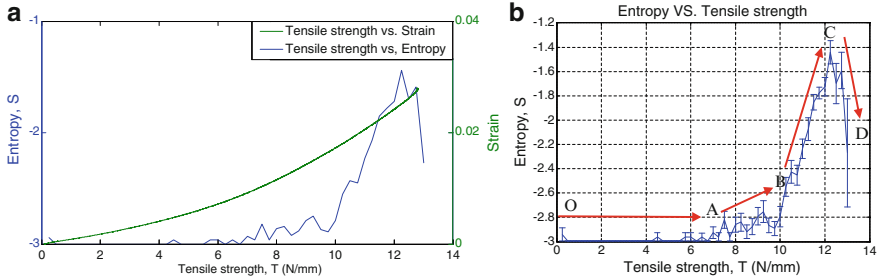 a
-1
-2
-3
Entropy, S
0.04
0.02
0
Strain
Tensile strength vs. Strain
Tensile strength vs, Entropy
0 2 4 6 8 10 12 14
Tensile strength, T (N/mm)
b
Entropy VS. Tensile strength
-1.2
-1.4
-1.6
-1.8
-2
-2.2
-2.4
-2.6
-2.8
-3
Entropy, S
O
A
B
C
D
0 2 4 6 8 10 12 14
Tensile strength, T (N/mm)